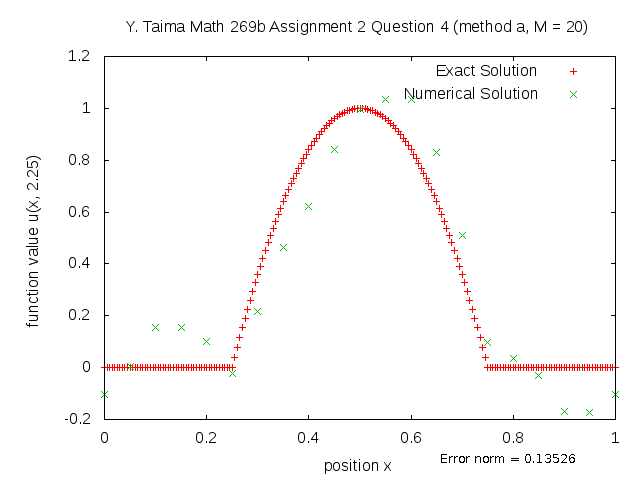 Y. Taima Math 269b Assignment 2 Question 4 (method a, M = 20)
1.2
Exact Solution
Numerical Solution
1
0.8
0.6
0.4
0.2
0
-0.2
function value u(x, 2.25)
0 0.2 0.4 0.6 0.8 1
position x
Error norm = 0.13526